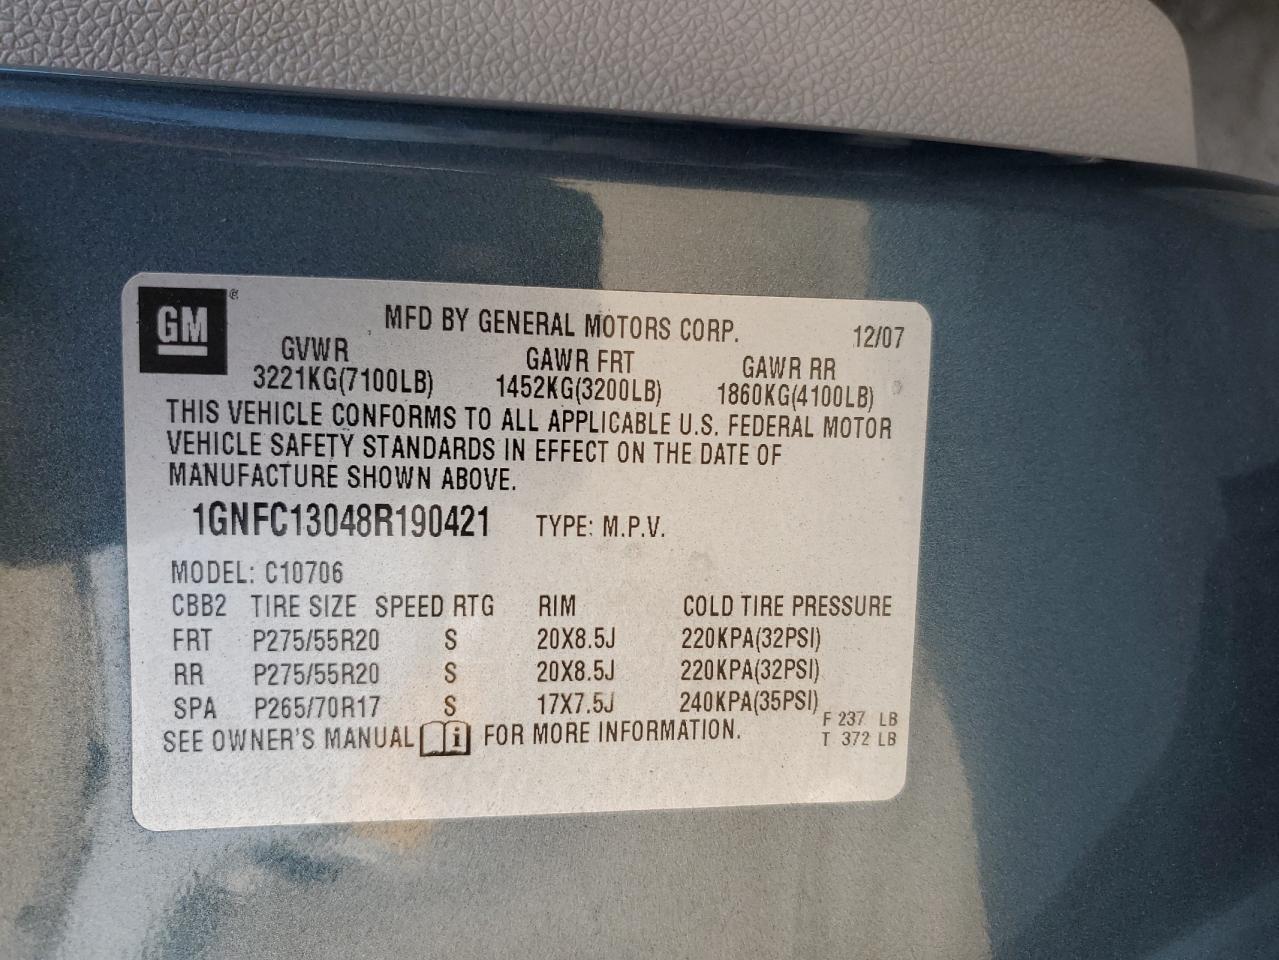 GM®
MFD BY GENERAL MOTORS CORP. 12/07
GVWR GAWR FRT GAWR RR
3221KG(7100LB) 1452KG(3200LB) 1860KG(4100LB)
THIS VEHICLE CONFORMS TO ALL APPLICABLE U.S. FEDERAL MOTOR
VEHICLE SAFETY STANDARDS IN EFFECT ON THE DATE OF
MANUFACTURE SHOWN ABOVE.
1GNFC13048R190421 TYPE: M.P.V.
MODEL: C10706
CBB2 TIRE SIZE SPEED RTG RIM COLD TIRE PRESSURE
FRT P275/55R20 S 20X8.5J 220KPA(32PSI)
RR P275/55R20 S 20X8.5J 220KPA(32PSI)
SPA P265/70R17 S 17X7.5J 240KPA(35PSI)
F 237 LB
SEE OWNER'S MANUAL i FOR MORE INFORMATION. T 372 LB